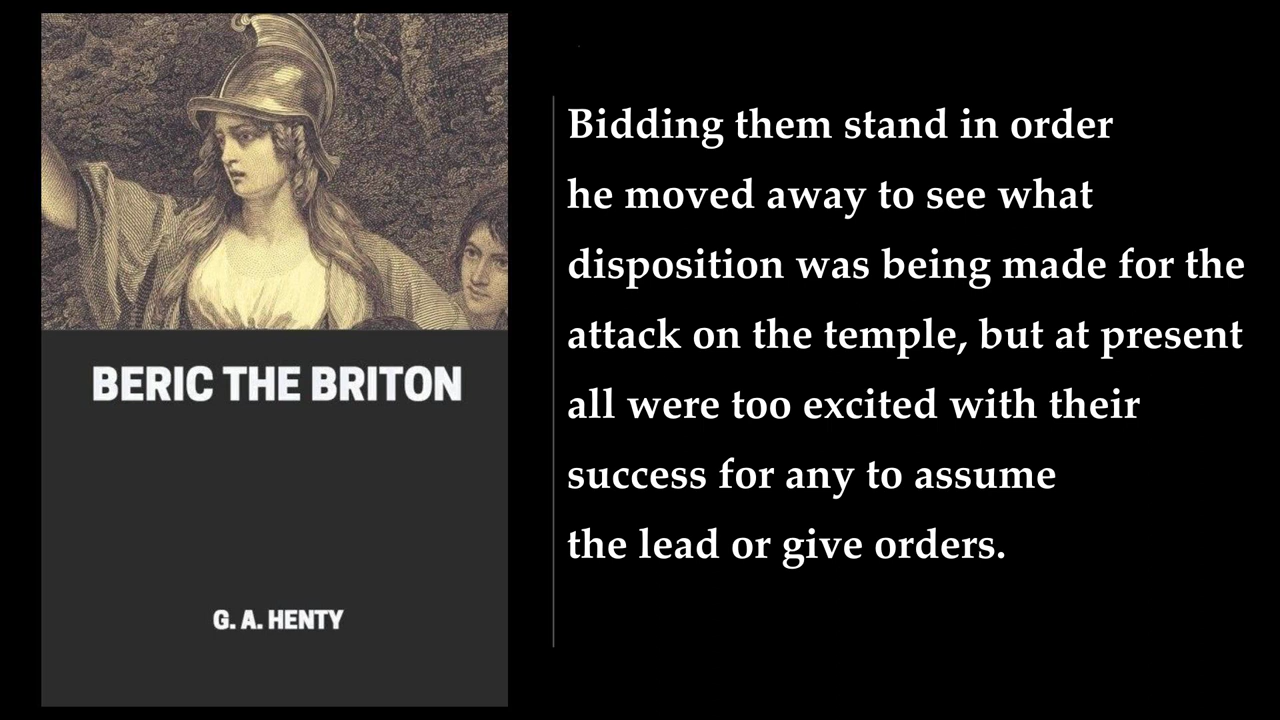 BERIC THE BRITON
G. A. HENTY
Bidding them stand in order
he moved away to see what
disposition was being made for the
attack on the temple, but at present
all were too excited with their
success for any to assume
the lead or give orders.